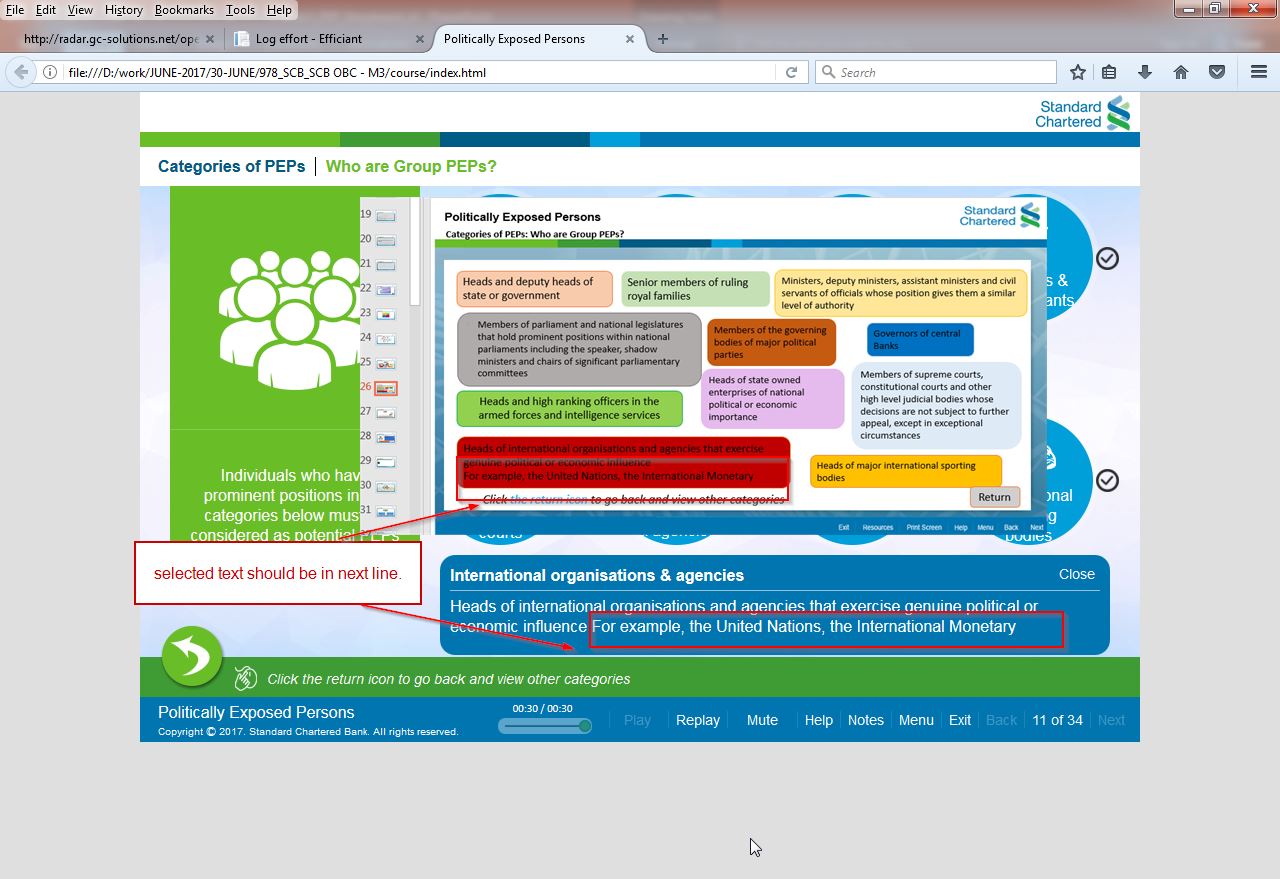 File Edit View History Bookmarks Tools Help
http://radar.gc-solutions.net/ope
Log effort - Efficiant
Politically Exposed Persons
file:///D:/work/JUNE-2017/30-JUNE/978_SCB_SCB OBC - M3/course/index.html
Search
Standard
Chartered
Categories of PEPs
Who are Group PEPs?
19
20
21
22
23
24
25
26
27
28
29
30
31
Politically Exposed Persons
Categories of PEPs: Who are Group PEPs?
Standard
Chartered
Heads and deputy heads of
state or government
Senior members of ruling
royal families
Ministers, deputy ministers, assistant ministers and civil
servants of officials whose position gives them a similar
level of authority
Members of parliament and national legislatures
that hold prominent positions within national
parliaments including the speaker, shadow
ministers and chairs of significant parliamentary
committees
Members of the governing
bodies of major political
parties
Governors of central
Banks
Heads of state owned
enterprises of national
political or economic
importance
Members of supreme courts,
constitutional courts and other
high level judicial bodies whose
decisions are not subject to further
appeal, except in exceptional
circumstances
Heads and high ranking officers in the
armed forces and intelligence services
Heads of international organisations and agencies that exercise
genuine political or economic influence
For example, the United Nations, the International Monetary
Heads of major international sporting
bodies
Click the return icon to go back and view other categories
Return
Exit Resources Print Screen Help Menu Back Next
s &
ants
onal
g
bodies
courts
Individuals who hav
prominent positions in
categories below mus
considered as potential PEPs
selected text should be in next line.
International organisations & agencies
Close
Heads of international organisations and agencies that exercise genuine political or
economic influence For example, the United Nations, the International Monetary
Click the return icon to go back and view other categories
Politically Exposed Persons
Copyright © 2017. Standard Chartered Bank. All rights reserved.
00:30 / 00:30
Play Replay Mute Help Notes Menu Exit Back 11 of 34 Next